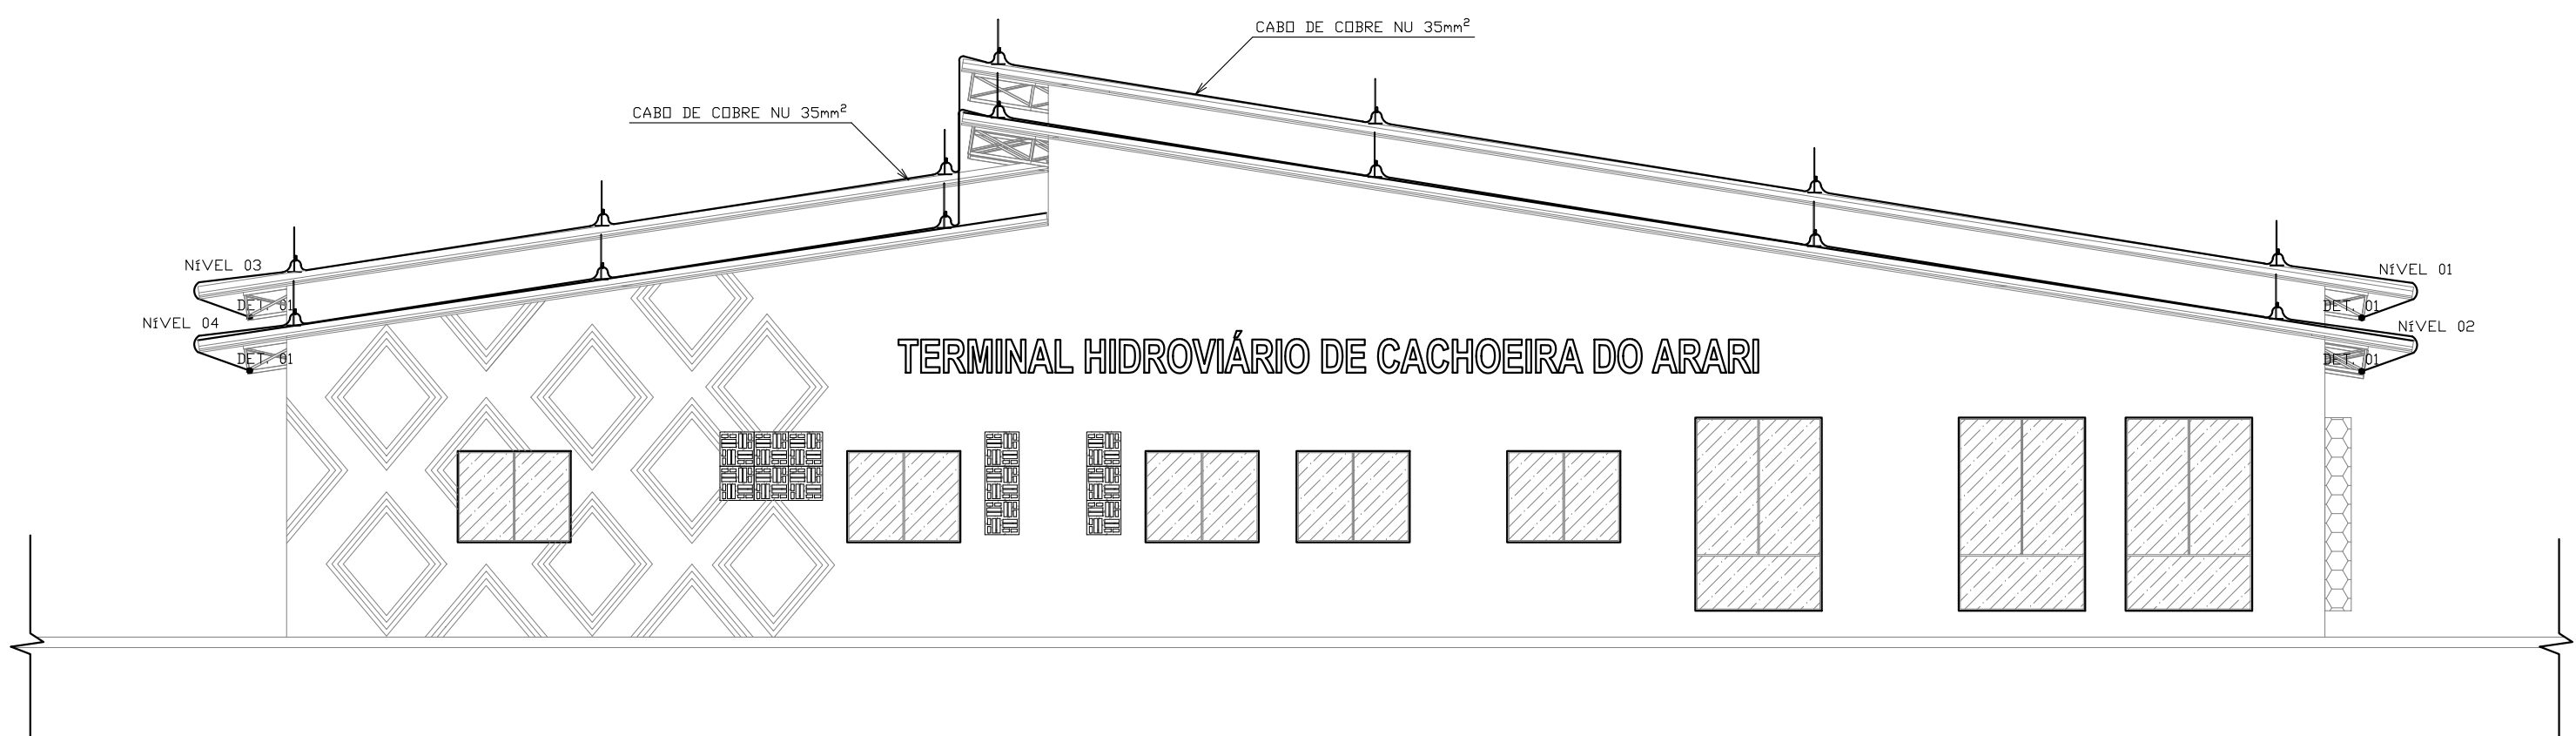 CABO DE COBRE NU 35mm²
CABO DE COBRE NU 35mm²
NíVEL 03
NíVEL 01
DET. 01
DET. 01
NíVEL 04
NíVEL 02
DET. 01
DET. 01
TERMINAL HIDROVIÁRIO DE CACHOEIRA DO ARARI